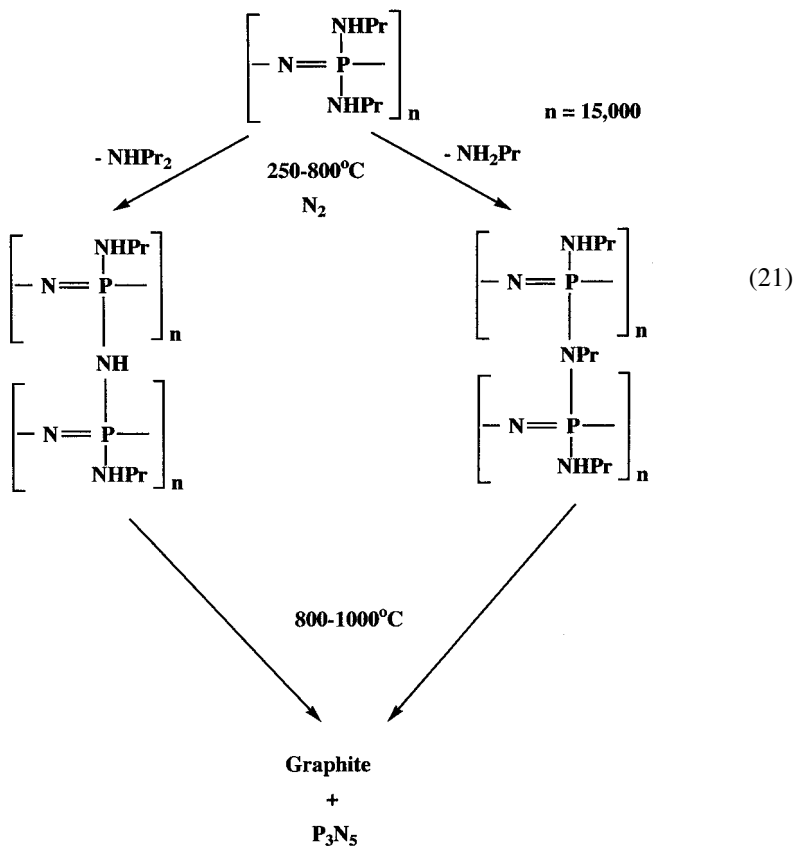 NHPr
N=P
NHPr
n
n = 15,000
- NHPr₂
250-800°C
- NH₂Pr
N₂
NHPr
NHPr
N=P
N=P
n
n
(21)
NH
NPr
N=P
N=P
NHPr
NHPr
n
n
800-1000°C
Graphite
+
P₃N₅